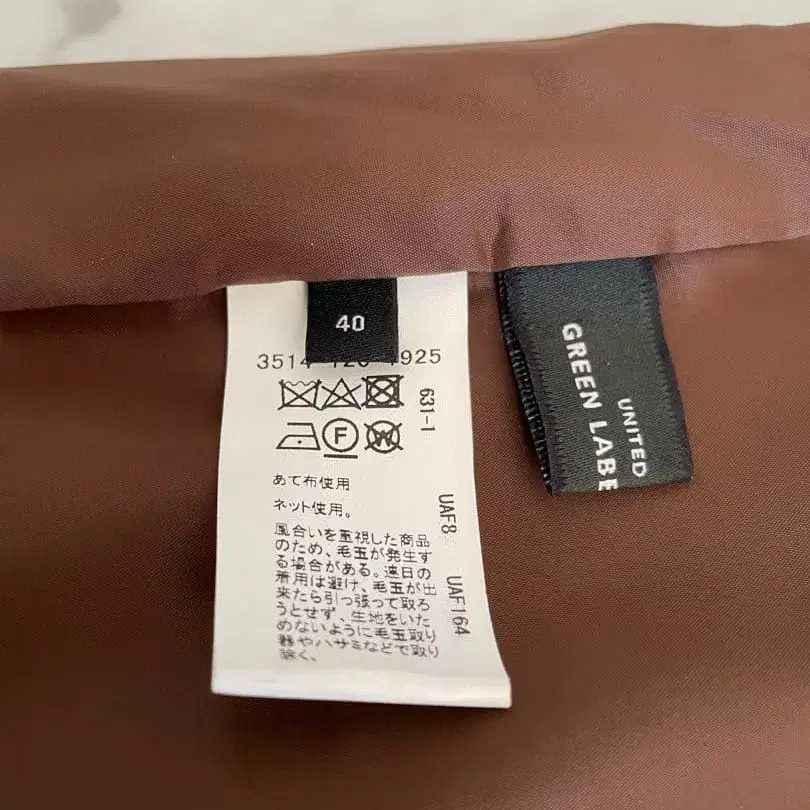 40
3514 120 4925
631-1
F
W
あて布使用
ネット使用。
風合いを重視した商品
のため、毛玉が発生す
る場合がある。連日の
着用は避け、毛玉が出
来たら引っ張って取ろ
うとせず、生地をいた
めないように毛玉取り
器やハサミなどで取り
除く。
UAF8
UAF164
UNITED
GREEN LABE